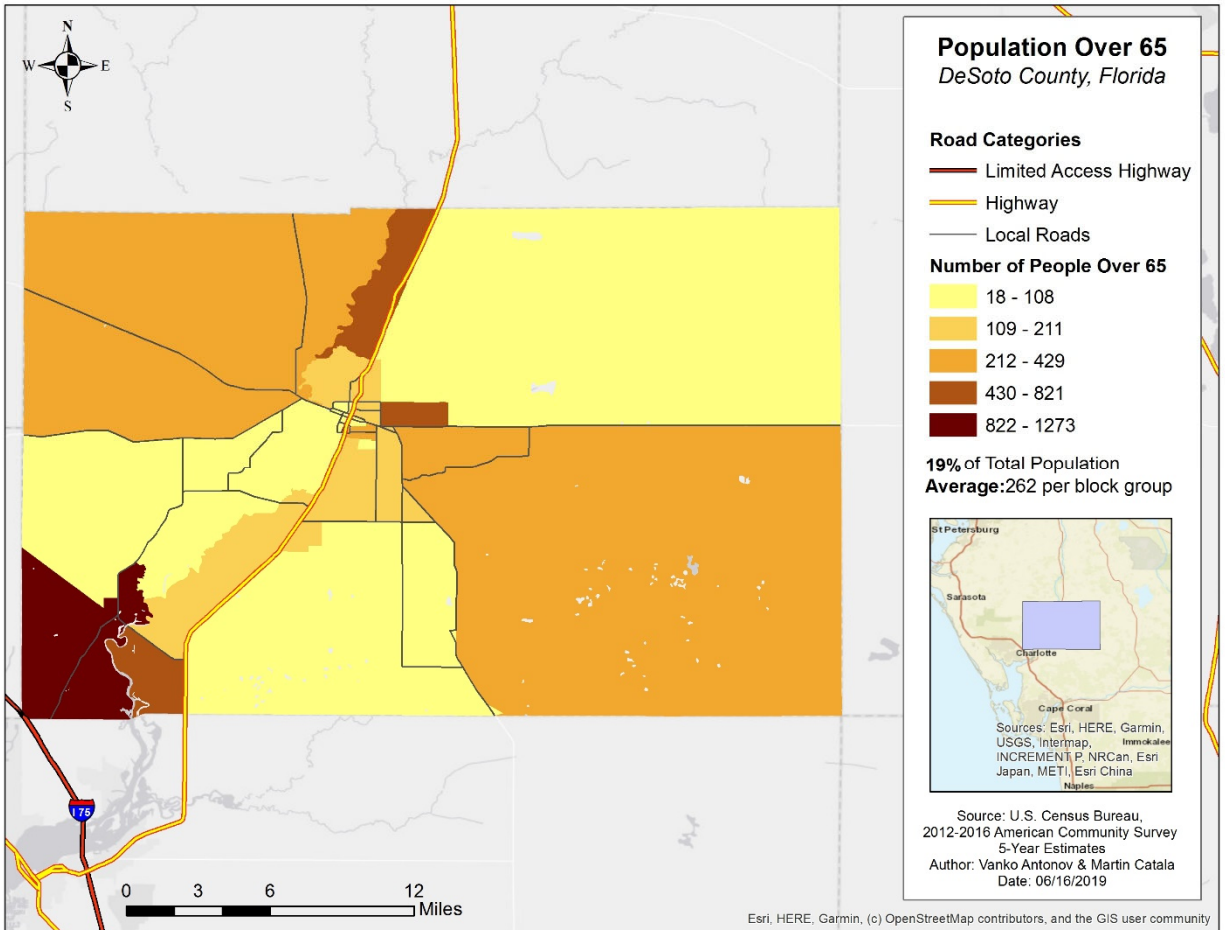 N
W
E
S
Population Over 65
DeSoto County, Florida
Road Categories
Limited Access Highway
Highway
Local Roads
Number of People Over 65
18 - 108
109 - 211
212 - 429
430 - 821
822 - 1273
19% of Total Population
Average:262 per block group
St Petersburg
Sarasota
Charlotte
Cape Coral
Sources: Esri, HERE, Garmin,
USGS, Intermap,
Immokalee
INCREMENT P, NRCan, Esri
Japan, METI, Esri China
Naples
Source: U.S. Census Bureau,
2012-2016 American Community Survey
5-Year Estimates
Author: Vanko Antonov & Martin Catala
Date: 06/16/2019
I 75
0 3 6 12
Miles
Esri, HERE, Garmin, (c) OpenStreetMap contributors, and the GIS user community